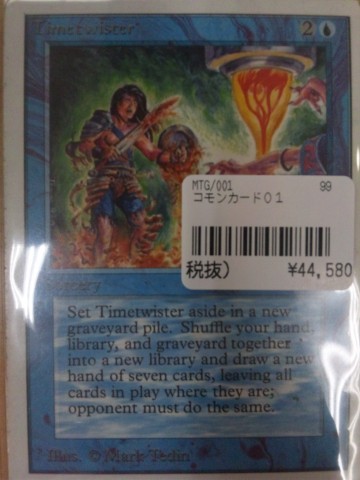 Timetwister
2
MTG/001 99
コモンカード01
税抜) ¥44,580
Sorcery
Set Timetwister aside in a new
graveyard pile. Shuffle your hand,
library, and graveyard together
into a new library and draw a new
hand of seven cards, leaving all
cards in play where they are;
opponent must do the same.
Illus. © Mark Tedin